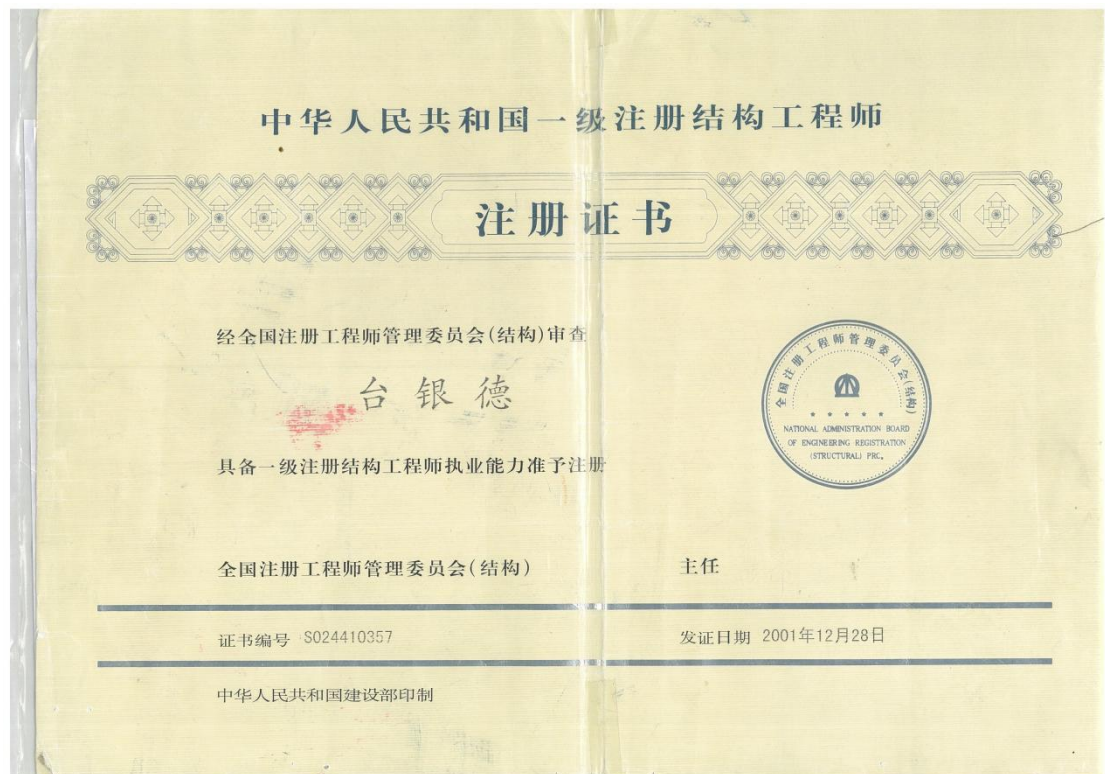 中华人民共和国一级注册结构工程师
注册证书
经全国注册工程师管理委员会(结构)审查
台银德
具备一级注册结构工程师执业能力准予注册
全国注册工程师管理委员会(结构)
NATIONAL ADMINISTRATION BOARD
OF ENGINEERING REGISTRATION
(STRUCTURAL) PRC.
全国注册工程师管理委员会(结构)
主任
证书编号 S024410357
发证日期 2001年12月28日
中华人民共和国建设部印制